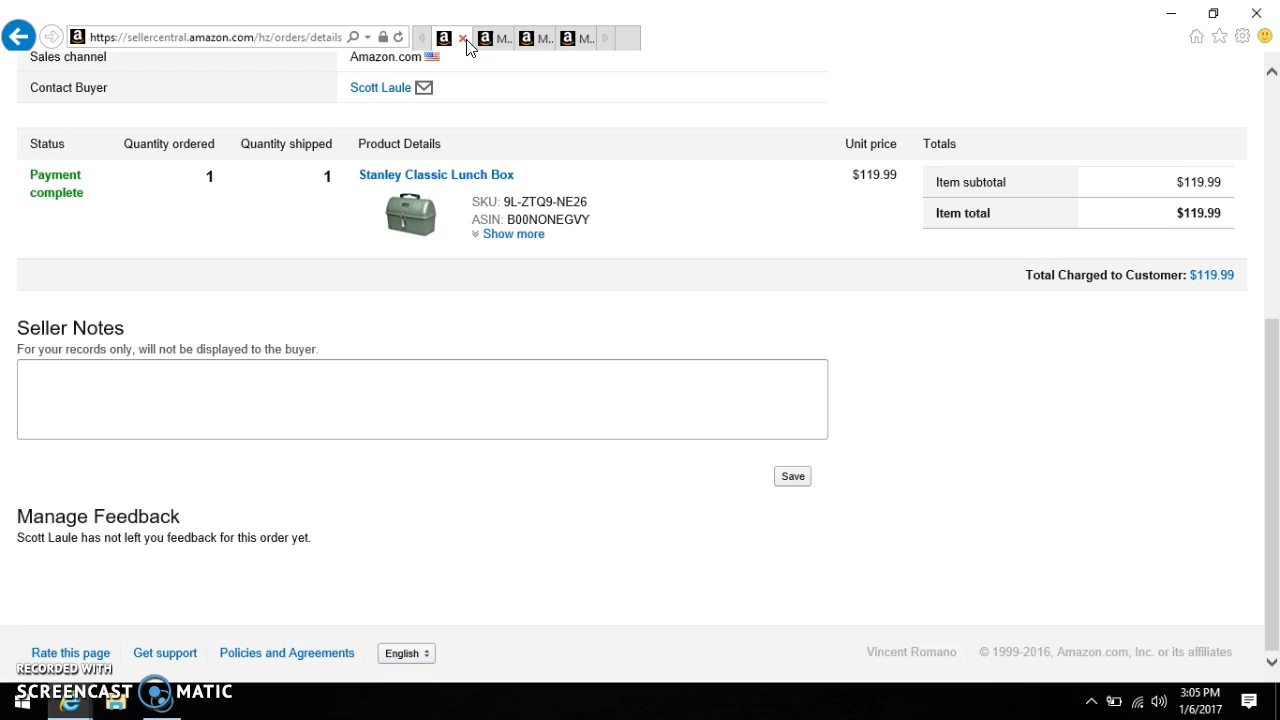 https://sellercentral.amazon.com/hz/orders/details
M..
M..
M..
Sales channel
Amazon.com
Contact Buyer
Scott Laule
Status Quantity ordered Quantity shipped Product Details Unit price Totals
Payment complete
1
1
Stanley Classic Lunch Box
SKU: 9L-ZTQ9-NE26
ASIN: B00NONEGVY
Show more
$119.99
Item subtotal $119.99
Item total $119.99
Total Charged to Customer: $119.99
Seller Notes
For your records only, will not be displayed to the buyer.
Save
Manage Feedback
Scott Laule has not left you feedback for this order yet.
Rate this page Get support Policies and Agreements English Vincent Romano © 1999-2016, Amazon.com, Inc. or its affiliates
RECORDED WITH
SCREENCAST MATIC
3:05 PM
1/6/2017